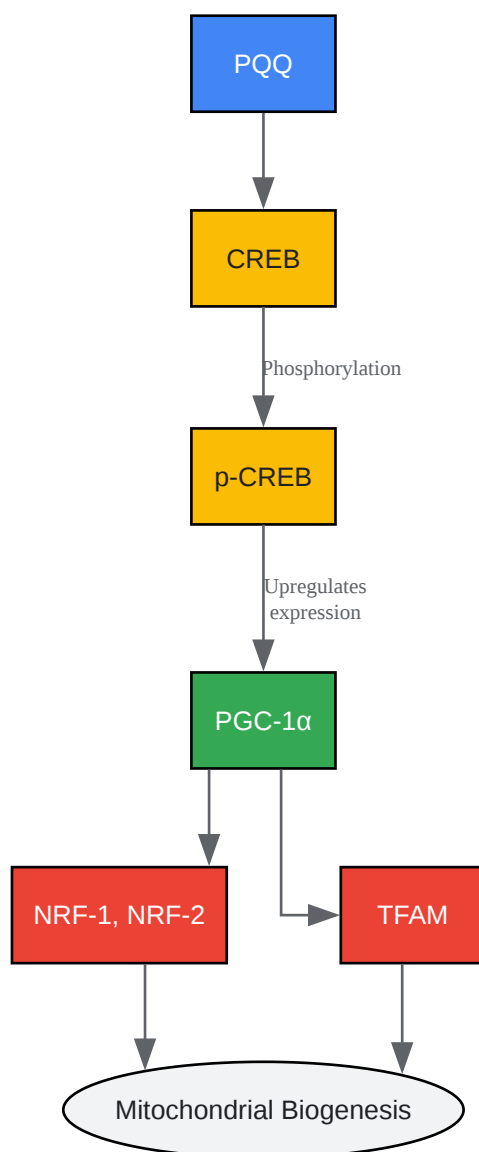 PQQ
CREB
Phosphorylation
p-CREB
Upregulates
expression
PGC-1α
NRF-1, NRF-2
TFAM
Mitochondrial Biogenesis